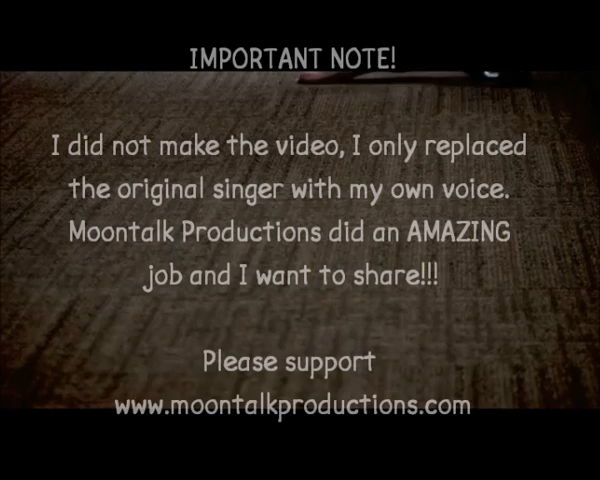 IMPORTANT NOTE!
I did not make the video, I only replaced
the original singer with my own voice.
Moontalk Productions did an AMAZING
job and I want to share!!!
Please support
www.moontalkproductions.com